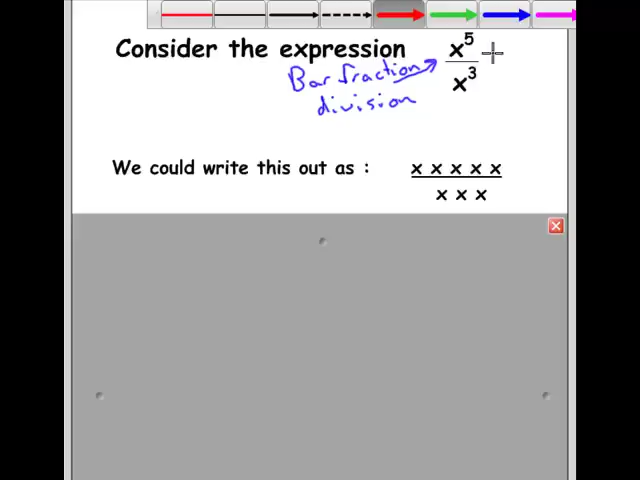 Consider the expression x⁵
x³
Bar fraction
division
We could write this out as : x x x x x
x x x